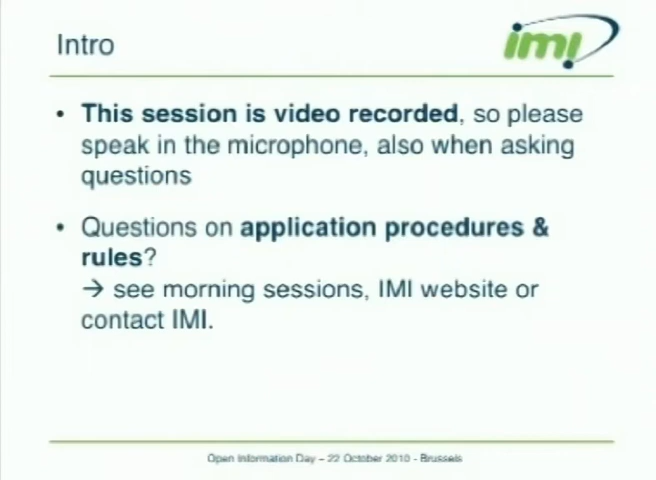 Intro
imi
• This session is video recorded, so please
speak in the microphone, also when asking
questions
• Questions on application procedures &
rules?
→ see morning sessions, IMI website or
contact IMI.
Open Information Day – 22 October 2010 - Brussels